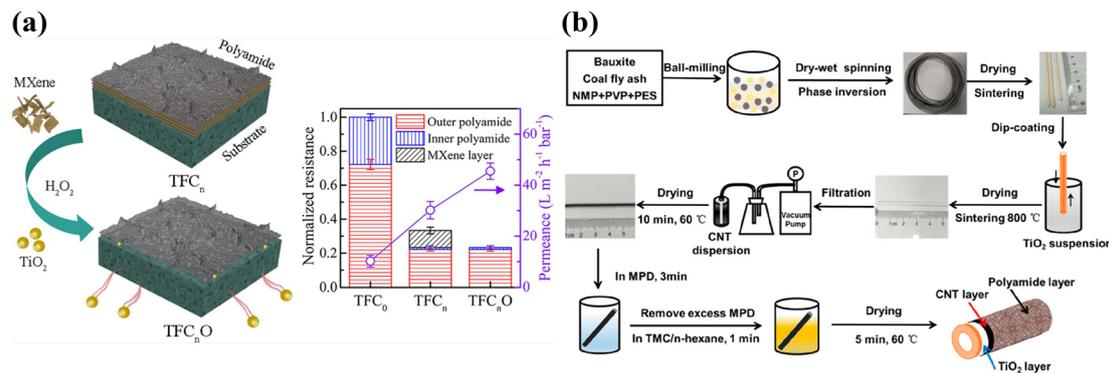 (a)
MXene
Polyamide
Substrate
TFCn
H2O2
TiO2
TFCnO
Normalized resistance
1.0
0.8
0.6
0.4
0.2
0.0
Outer polyamide
Inner polyamide
MXene layer
60
40
20
0
Permeance (L m-2 h-1 bar-1)
TFC0
TFCn
TFCnO
(b)
Bauxite
Coal fly ash
NMP+PVP+PES
Ball-milling
Dry-wet spinning
Phase inversion
Drying
Sintering
Dip-coating
TiO2 suspension
Drying
Sintering 800 ℃
Filtration
P
Vacuum
Pump
CNT
dispersion
Drying
10 min, 60 ℃
In MPD, 3min
Remove excess MPD
In TMC/n-hexane, 1 min
Drying
5 min, 60 ℃
Polyamide layer
CNT layer
TiO2 layer